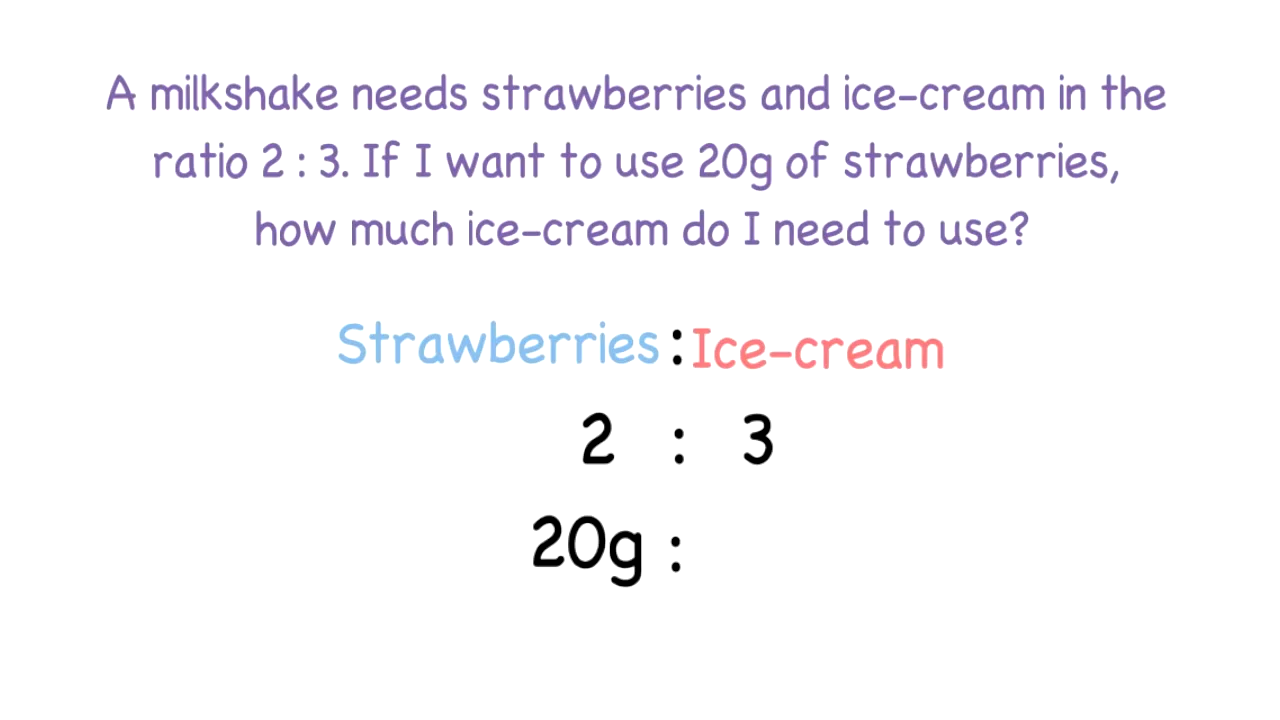 A milkshake needs strawberries and ice-cream in the
ratio 2 : 3. If I want to use 20g of strawberries,
how much ice-cream do I need to use?
Strawberries : Ice-cream
2 : 3
20g :